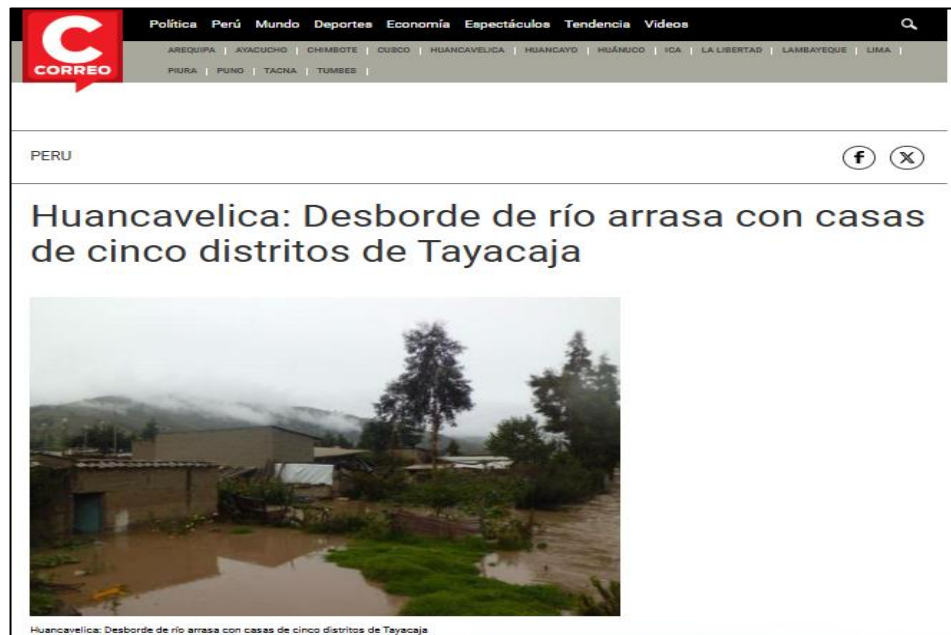 Política Perú Mundo Deportes Economía Espectáculos Tendencia Videos
C
CORREO
AREQUIPA | AYACUCHO | CHIMBOTE | CUSCO | HUANCAVELICA | HUANCAYO | HUÁNUCO | ICA | LA LIBERTAD | LAMBAYEQUE | LIMA |
PIURA | PUNO | TACNA | TUMBES |
PERU
f X
Huancavelica: Desborde de río arrasa con casas
de cinco distritos de Tayacaja
Huancavelica: Desborde de río arrasa con casas de cinco distritos de Tayacaja